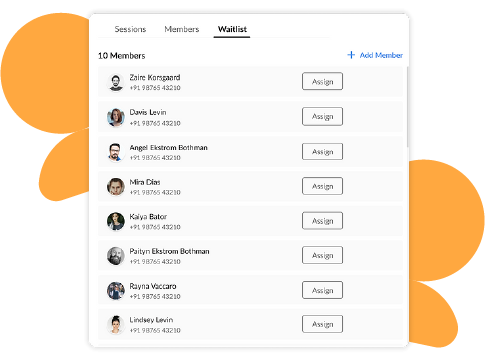 Sessions Members Waitlist
10 Members + Add Member
Zaire Korsgaard
+91 98765 43210
Assign
Davis Levin
+91 98765 43210
Assign
Angel Ekstrom Bothman
+91 98765 43210
Assign
Mira Dias
+91 98765 43210
Assign
Kaiya Bator
+91 98765 43210
Assign
Paityn Ekstrom Bothman
+91 98765 43210
Assign
Rayna Vaccaro
+91 98765 43210
Assign
Lindsey Levin
+91 98765 43210
Assign